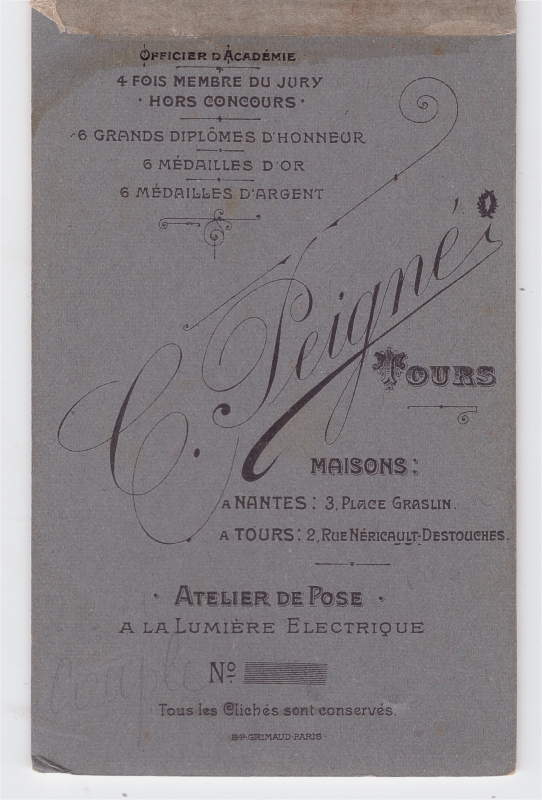 OFFICIER D'ACADÉMIE
4 FOIS MEMBRE DU JURY
· HORS CONCOURS ·
6 GRANDS DIPLÔMES D'HONNEUR
6 MÉDAILLES D'OR
6 MÉDAILLES D'ARGENT
C. Peigné
TOURS
MAISONS:
A NANTES: 3, PLACE GRASLIN.
A TOURS: 2, RUE NÉRICAULT-DESTOUCHES.
· ATELIER DE POSE ·
A LA LUMIÈRE ELECTRIQUE
No
Tous les Clichés sont conservés.
B&P-GRIMAUD-PARIS